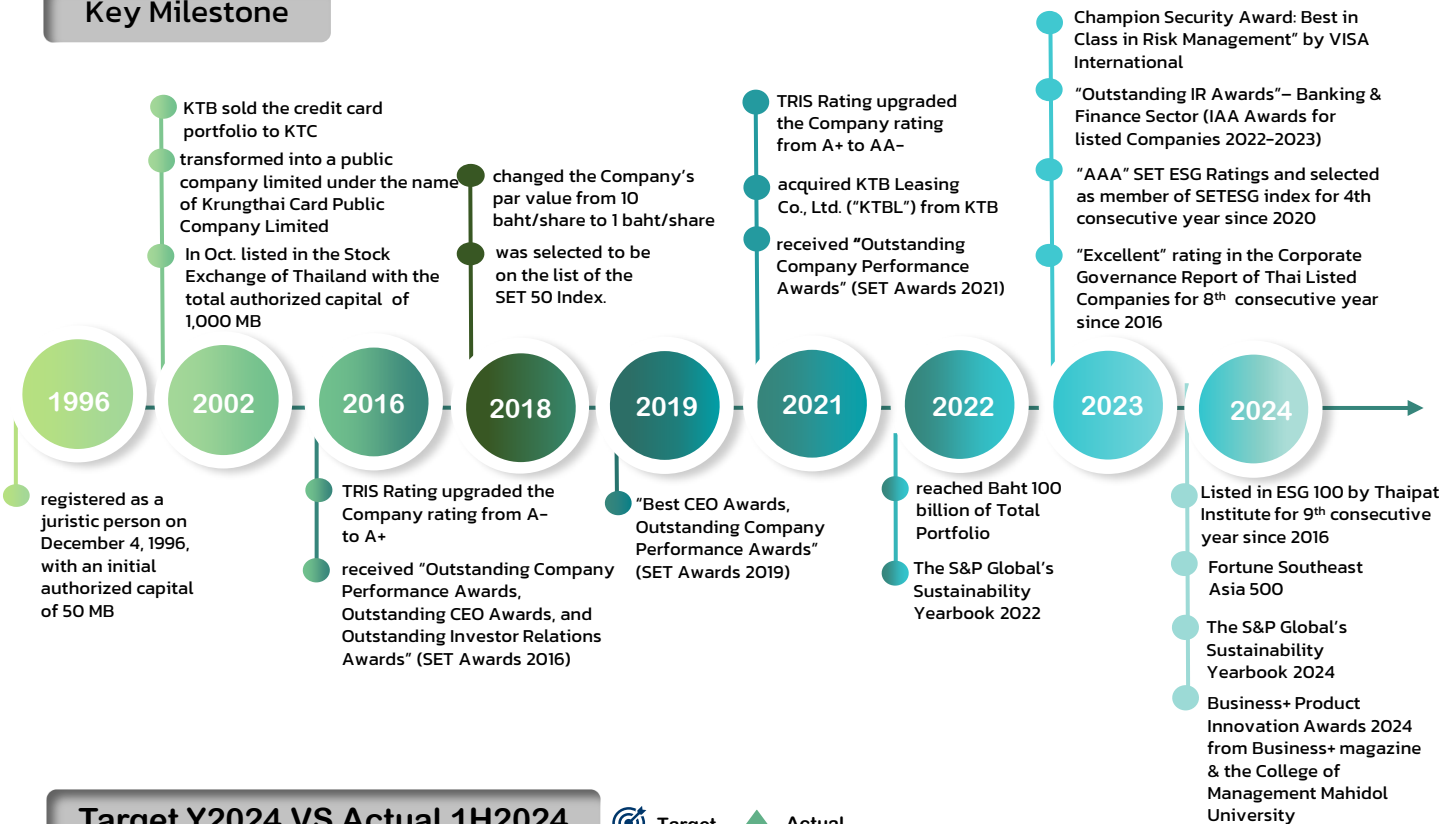 Key Milestone
KTB sold the credit card
portfolio to KTC
transformed into a public
company limited under the name
of Krungthai Card Public
Company Limited
In Oct. listed in the Stock
Exchange of Thailand with the
total authorized capital of
1,000 MB
changed the Company's
par value from 10
baht/share to 1 baht/share
was selected to be
on the list of the
SET 50 Index.
TRIS Rating upgraded
the Company rating
from A+ to AA-
acquired KTB Leasing
Co., Ltd. ("KTBL") from KTB
received "Outstanding
Company Performance
Awards" (SET Awards 2021)
Champion Security Award: Best in
Class in Risk Management" by VISA
International
"Outstanding IR Awards"– Banking &
Finance Sector (IAA Awards for
listed Companies 2022-2023)
"AAA" SET ESG Ratings and selected
as member of SETESG index for 4th
consecutive year since 2020
"Excellent" rating in the Corporate
Governance Report of Thai Listed
Companies for 8th consecutive year
since 2016
1996
2002
2016
2018
2019
2021
2022
2023
2024
registered as a
juristic person on
December 4, 1996,
with an initial
authorized capital
of 50 MB
TRIS Rating upgraded the
Company rating from A-
to A+
received "Outstanding Company
Performance Awards,
Outstanding CEO Awards, and
Outstanding Investor Relations
Awards" (SET Awards 2016)
"Best CEO Awards,
Outstanding Company
Performance Awards"
(SET Awards 2019)
reached Baht 100
billion of Total
Portfolio
The S&P Global's
Sustainability
Yearbook 2022
Listed in ESG 100 by Thaipat
Institute for 9th consecutive
year since 2016
Fortune Southeast
Asia 500
The S&P Global's
Sustainability
Yearbook 2024
Business+ Product
Innovation Awards 2024
from Business+ magazine
& the College of
Management Mahidol
University
Target Y2024 VS Actual 1H2024
Target
Actual